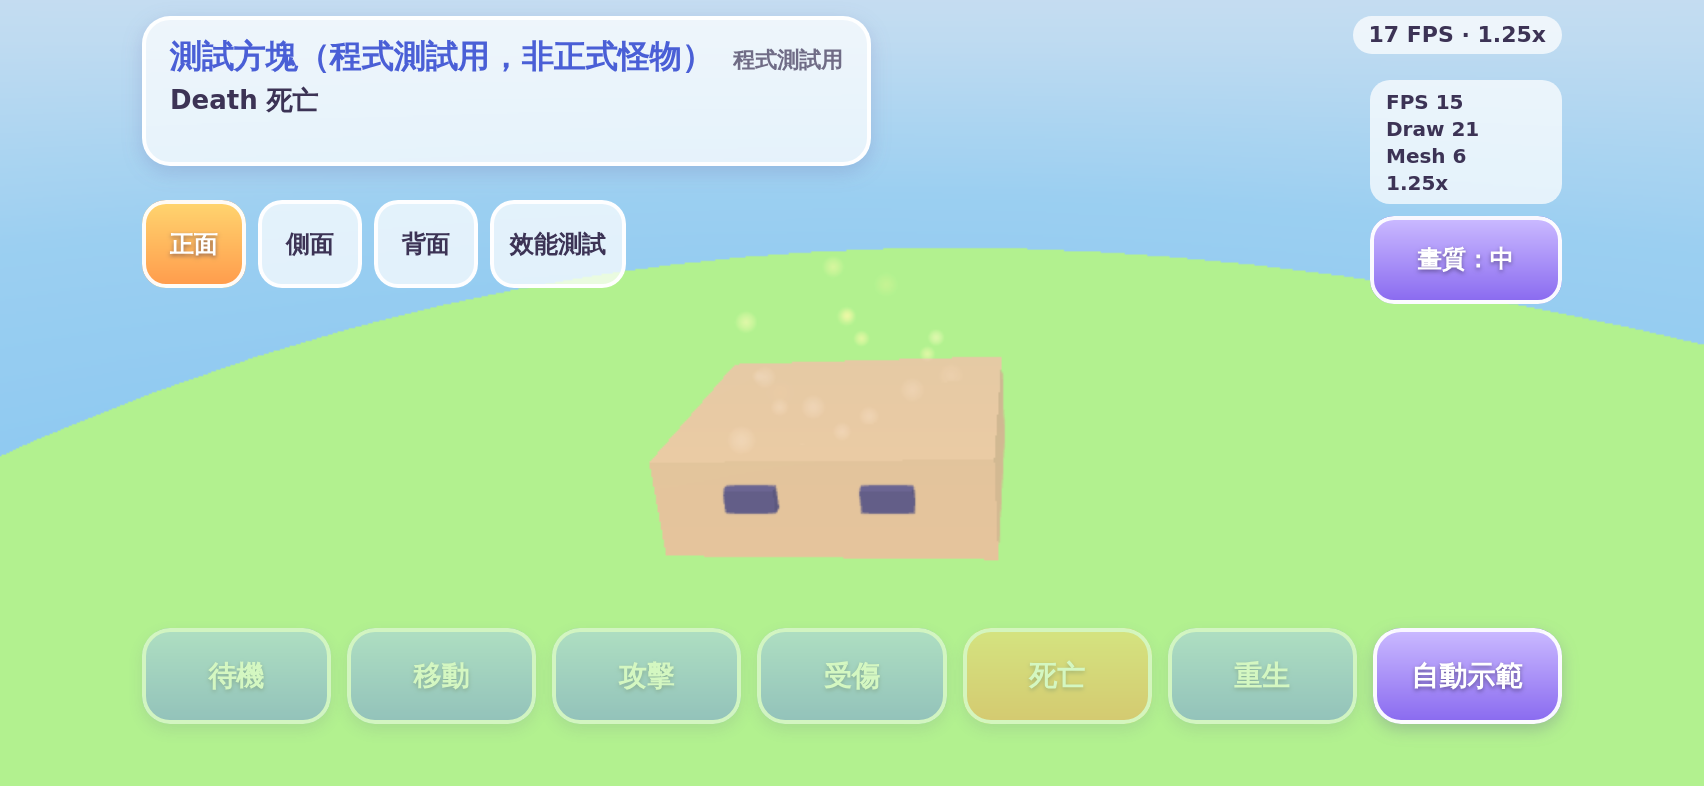 測試方塊（程式測試用，非正式怪物） 程式測試用
Death 死亡
17 FPS · 1.25x
FPS 15
Draw 21
Mesh 6
1.25x
正面 側面 背面 效能測試
畫質：中
待機 移動 攻擊 受傷 死亡 重生 自動示範